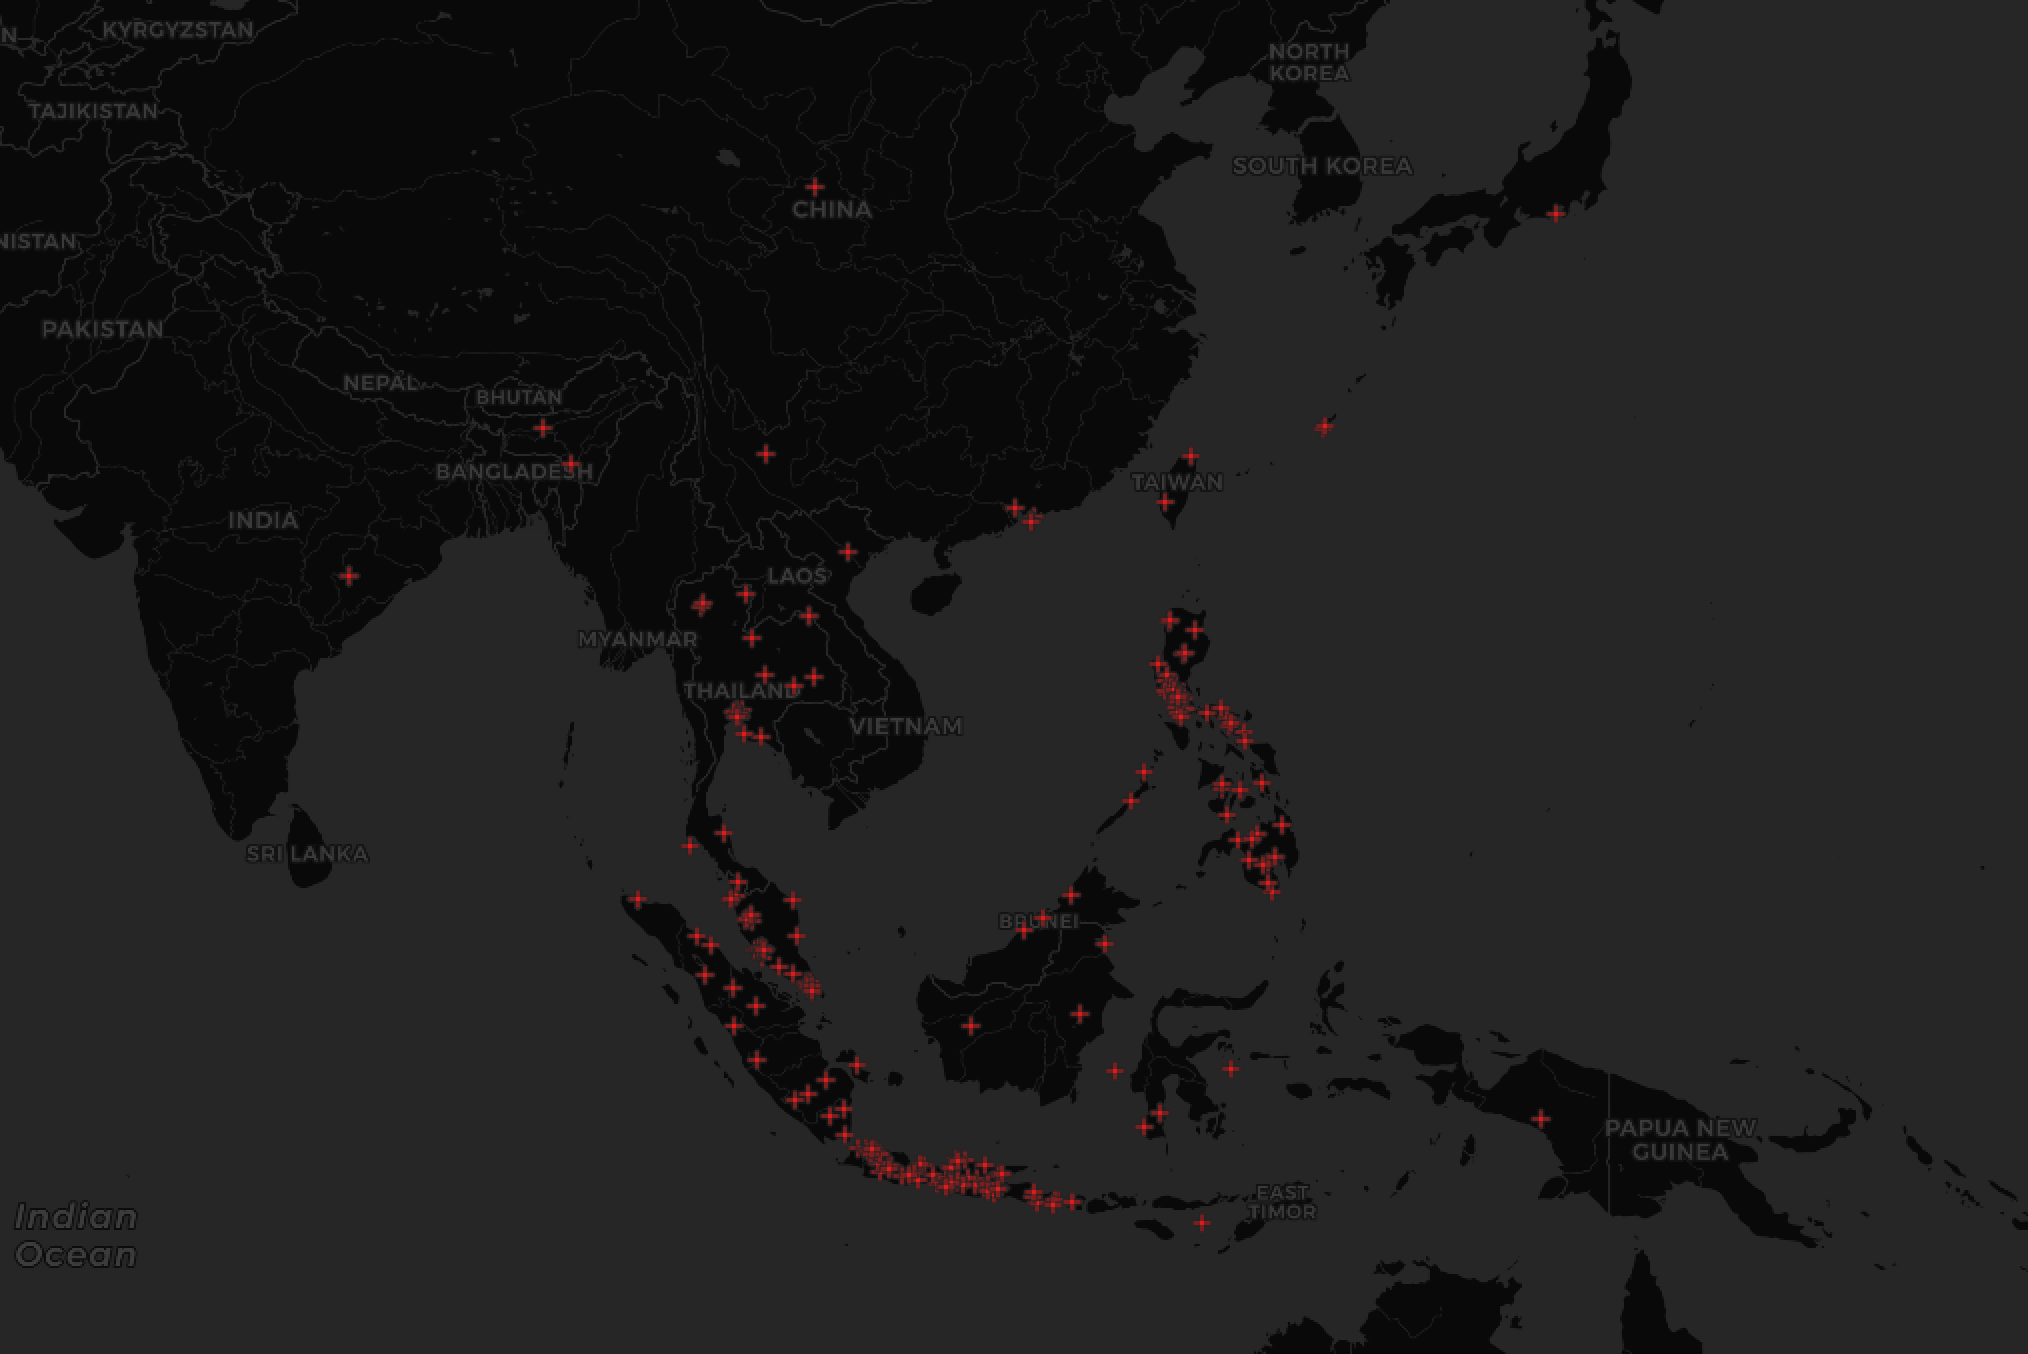 KYRGYZSTAN
N
NORTH
KOREA
TAJIKISTAN
SOUTH KOREA
CHINA
NISTAN
PAKISTAN
NEPAL
BHUTAN
BANGLADESH
TAIWAN
INDIA
LAOS
MYANMAR
THAILAND
VIETNAM
SRI LANKA
BRUNEI
PAPUA NEW
GUINEA
EAST
TIMOR
Indian
Ocean